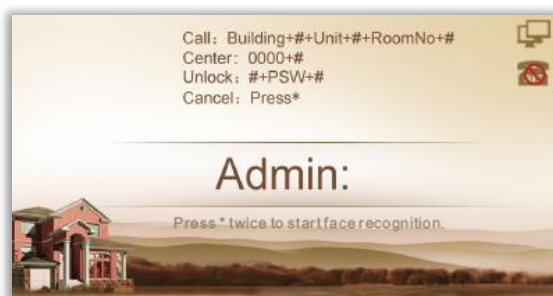 Call: Building+#+Unit+#+RoomNo+#
Center: 0000+#
Unlock: #+PSW+#
Cancel: Press*
Admin:
Press * twice to start face recognition.